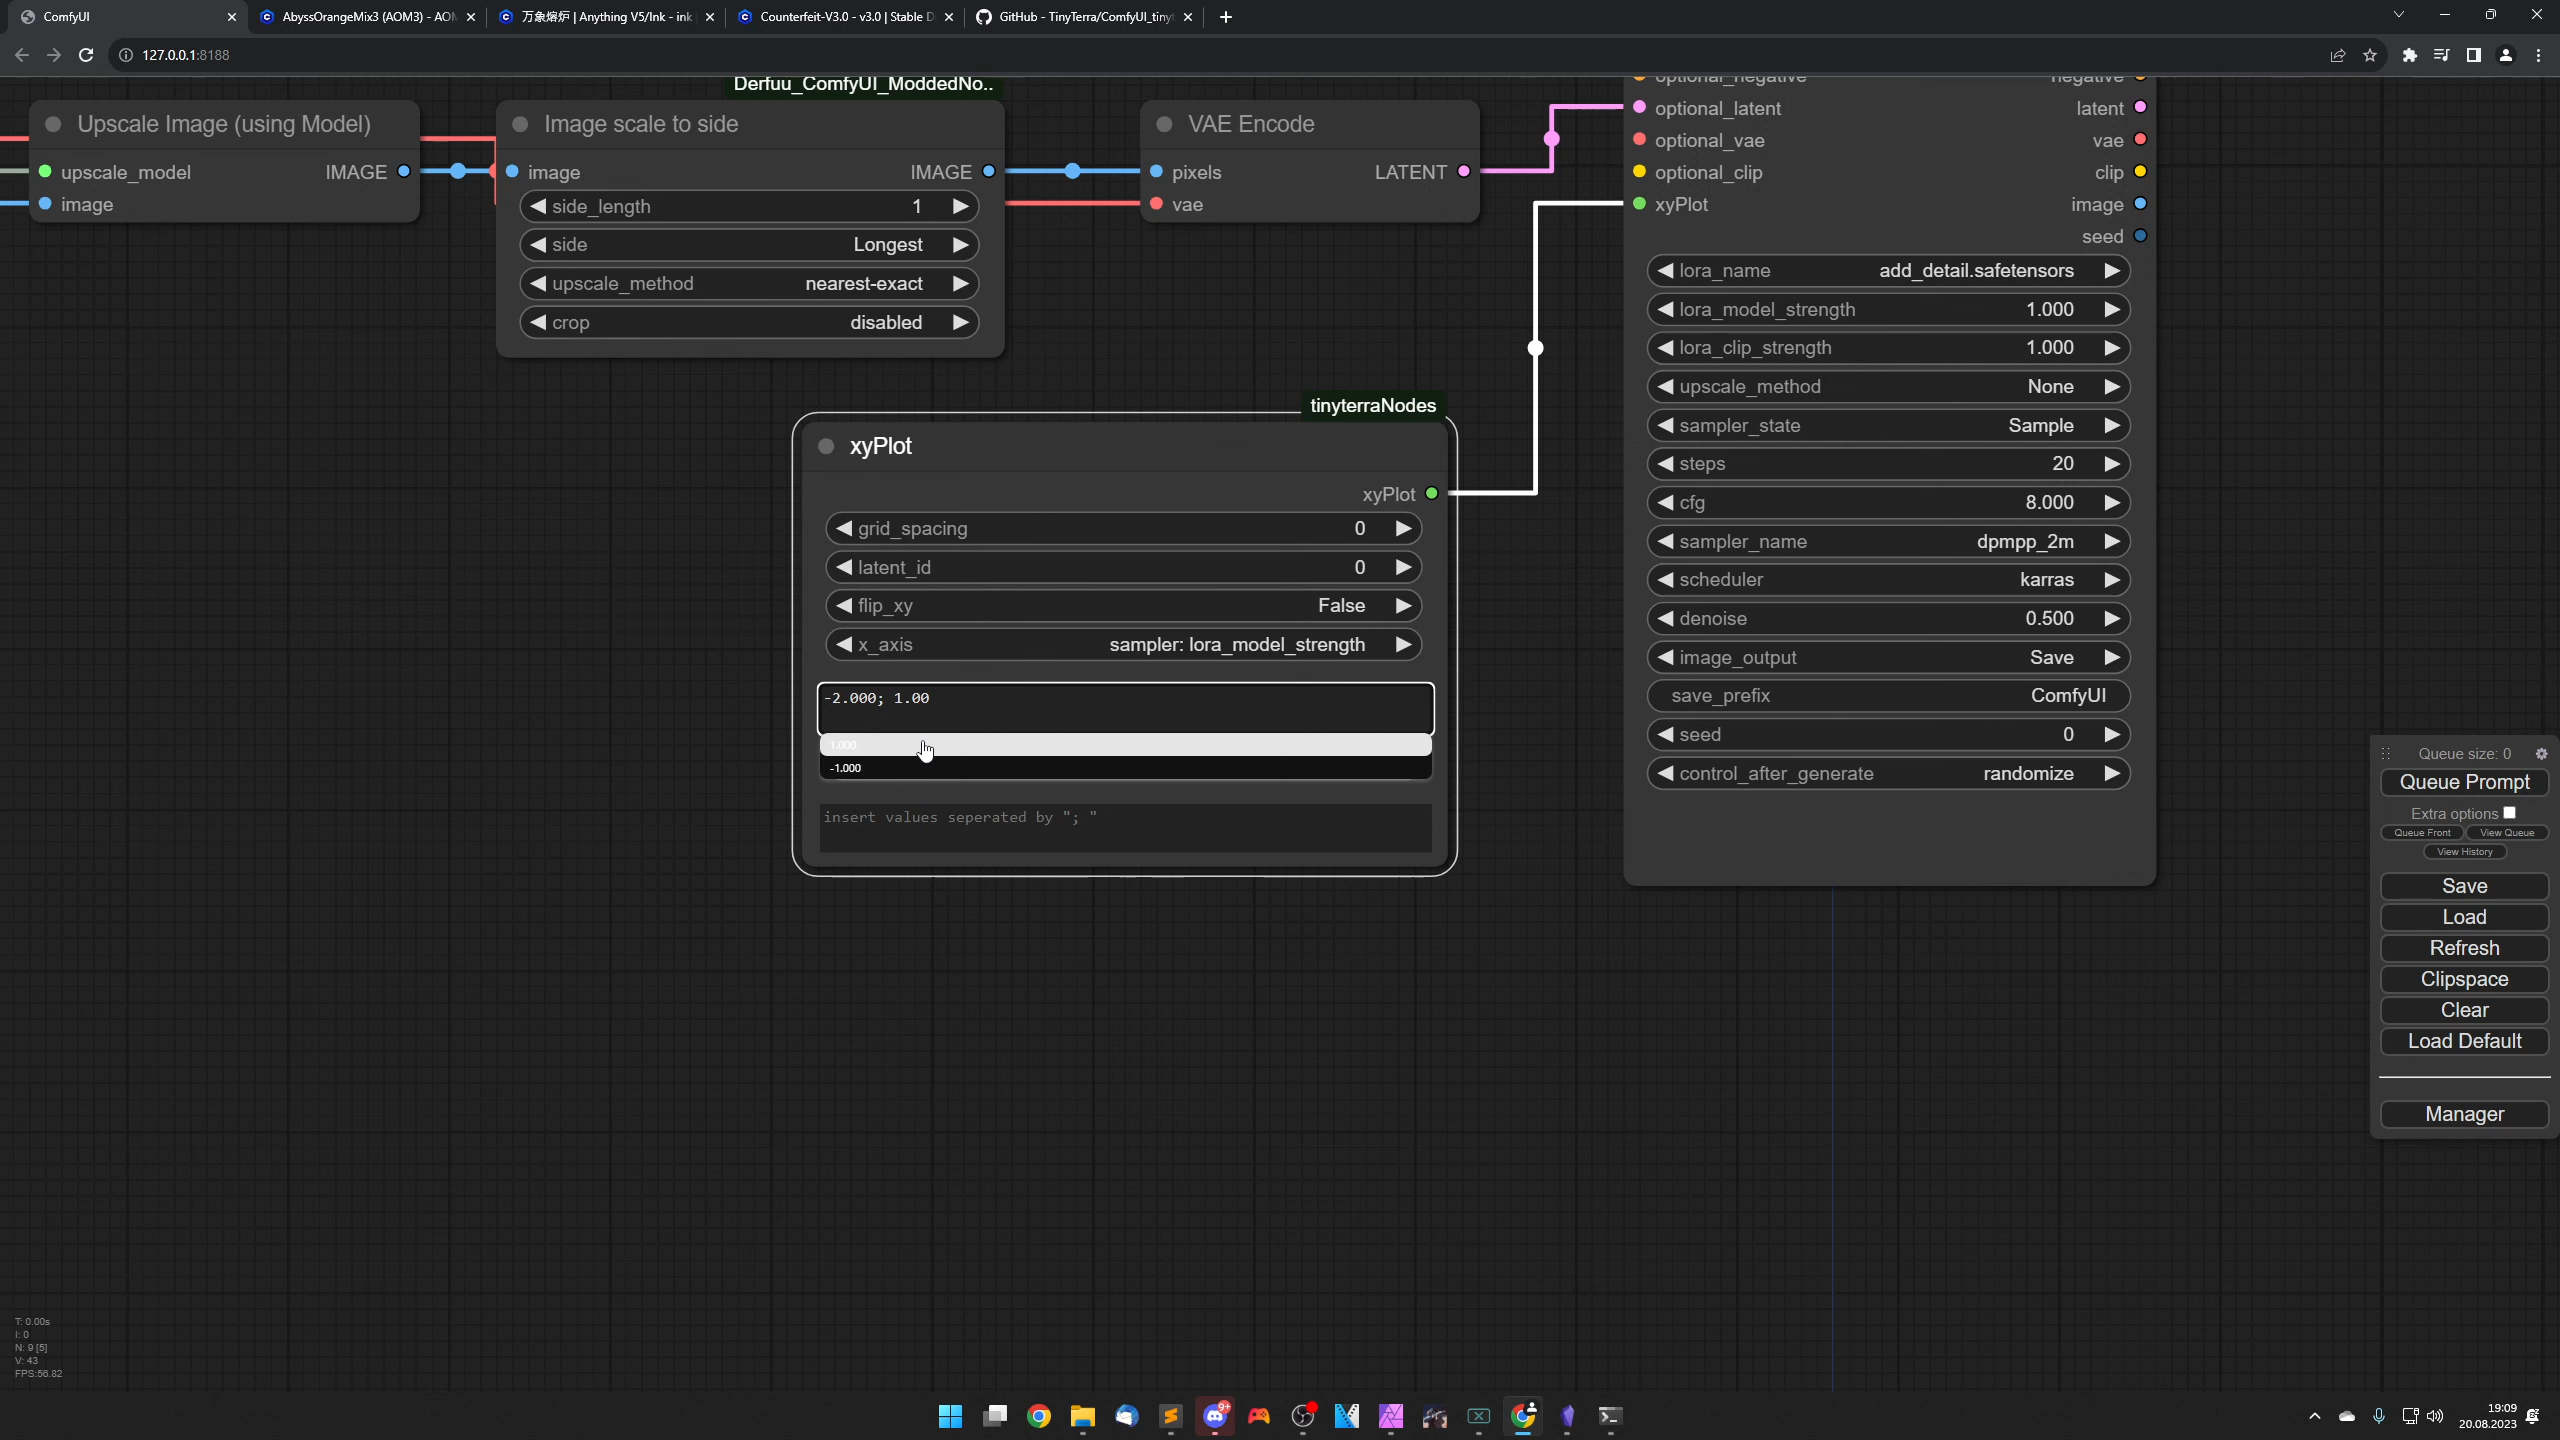 ComfyUI
AbyssOrangeMix3 (AOM3) - AOM
万象熔炉 | Anything V5/Ink - ink
Counterfeit-V3.0 - v3.0 | Stable D
GitHub - TinyTerra/ComfyUI_tinyt
127.0.0.1:8188
Derfuu_ComfyUI_ModdedNo..
Upscale Image (using Model)
upscale_model IMAGE
image
Image scale to side
image IMAGE
side_length 1
side Longest
upscale_method nearest-exact
crop disabled
VAE Encode
pixels LATENT
vae
optional_negative negative
optional_latent latent
optional_vae vae
optional_clip clip
xyPlot image
seed
lora_name add_detail.safetensors
lora_model_strength 1.000
lora_clip_strength 1.000
upscale_method None
sampler_state Sample
steps 20
cfg 8.000
sampler_name dpmpp_2m
scheduler karras
denoise 0.500
image_output Save
save_prefix ComfyUI
seed 0
control_after_generate randomize
tinyterraNodes
xyPlot
xyPlot
grid_spacing 0
latent_id 0
flip_xy False
x_axis sampler: lora_model_strength
-2.000; 1.00
1.000
-1.000
insert values seperated by "; "
Queue size: 0
Queue Prompt
Extra options
Queue Front View Queue
View History
Save
Load
Refresh
Clipspace
Clear
Load Default
Manager
T: 0.00s
I: 0
N: 9 [5]
V: 43
FPS:56.82
9+
19:09
20.08.2023